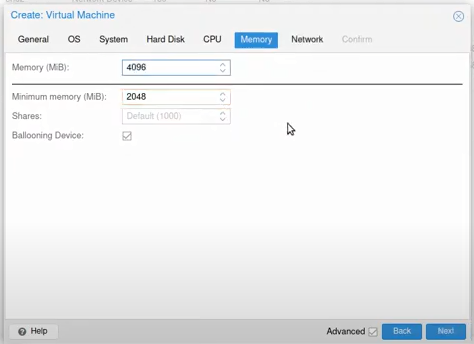 Create: Virtual Machine
General OS System Hard Disk CPU Memory Network Confirm
Memory (MiB): 4096
Minimum memory (MiB): 2048
Shares: Default (1000)
Ballooning Device:
Help Advanced Back Next